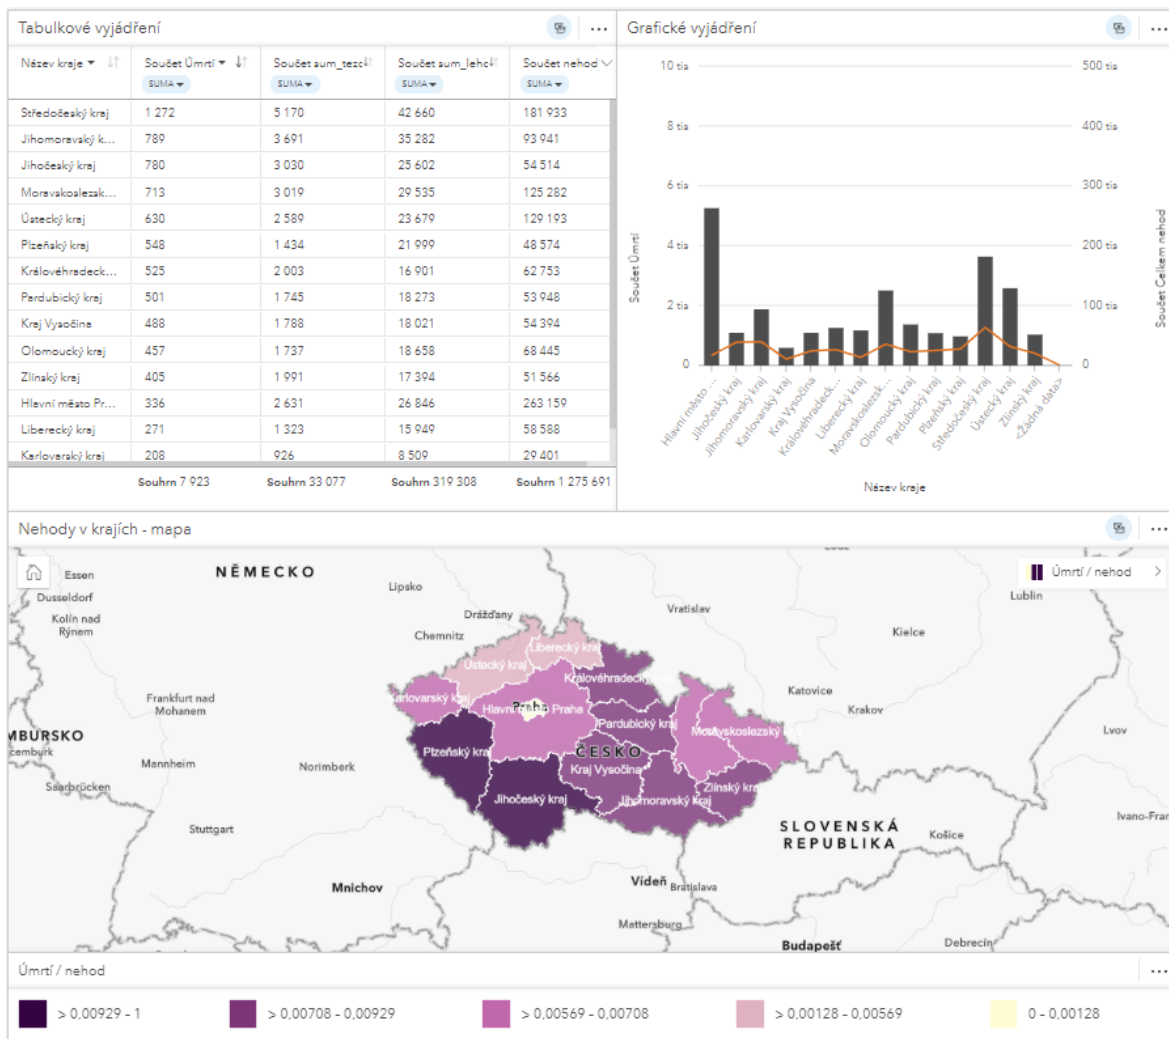 Tabulkové vyjádření
Název kraje
Součet Úmrtí
Součet sum_tezc
Součet sum_lehc
Součet nehod
SUMA
SUMA
SUMA
SUMA
Středočeský kraj 1 272 5 170 42 660 181 933
Jihomoravský k... 789 3 691 35 282 93 941
Jihočeský kraj 780 3 030 25 602 54 514
Moravskoslezsk... 713 3 019 29 535 125 282
Ústecký kraj 630 2 589 23 679 129 193
Plzeňský kraj 548 1 434 21 999 48 574
Královéhradeck... 525 2 003 16 901 62 753
Pardubický kraj 501 1 745 18 273 53 948
Kraj Vysočina 488 1 788 18 021 54 394
Olomoucký kraj 457 1 737 18 658 68 445
Zlínský kraj 405 1 991 17 394 51 566
Hlavní město Pr... 336 2 631 26 846 263 159
Liberecký kraj 271 1 323 15 949 58 588
Karlovarský kraj 208 926 8 509 29 401
Souhrn 7 923 Souhrn 33 077 Souhrn 319 308 Souhrn 1 275 691
Grafické vyjádření
10 tis
8 tis
6 tis
4 tis
2 tis
0
Součet Úmrtí
500 tis
400 tis
300 tis
200 tis
100 tis
0
Součet Celkem nehod
Hlavní město ...
Jihočeský kraj
Jihomoravský kraj
Karlovarský kraj
Kraj Vysočina
Královéhradeck...
Liberecký kraj
Moravskoslezsk...
Olomoucký kraj
Pardubický kraj
Plzeňský kraj
Středočeský kraj
Ústecký kraj
Zlínský kraj
<Žádná data>
Název kraje
Nehody v krajích - mapa
Úmrtí / nehod
Essen
NĚMECKO
Lipsko
Dusseldorf
Kolín nad
Rýnem
Drážďany
Chemnitz
Vratislav
Lublin
Kielce
Liberecký kraj
Ústecký kraj
Královéhradecký
Karlovarský kraj
Frankfurt nad
Mohanem
Praha
Hlavní Praha
Katovice
Krakov
Pardubický kraj
Moravskoslezský kraj
Lvov
MBURSKO
cemburk
Mannheim
Norimberk
Plzeňský kraj
ČESKO
Kraj Vysočina
Saarbrücken
Zlínský kraj
Jihočeský kraj
Jihomoravský kraj
Stuttgart
SLOVENSKÁ
REPUBLIKA
Košice
Ivano-Fran
Mnichov
Vídeň
Bratislava
Mattersburg
Budapešť
Debrecín
Úmrtí / nehod
> 0,00929 - 1
> 0,00708 - 0,00929
> 0,00569 - 0,00708
> 0,00128 - 0,00569
0 - 0,00128